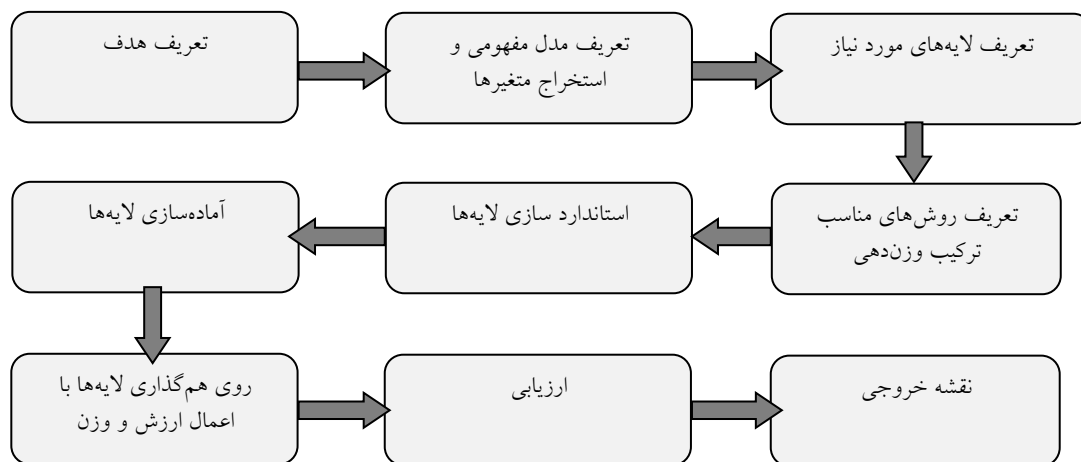 تعریف هدف
تعریف مدل مفهومی و
استخراج متغیرها
تعریف لایه‌های مورد نیاز
تعریف روش‌های مناسب
ترکیب وزن‌دهی
استاندارد سازی لایه‌ها
آماده‌سازی لایه‌ها
روی هم‌گذاری لایه‌ها با
اعمال ارزش و وزن
ارزیابی
نقشه خروجی